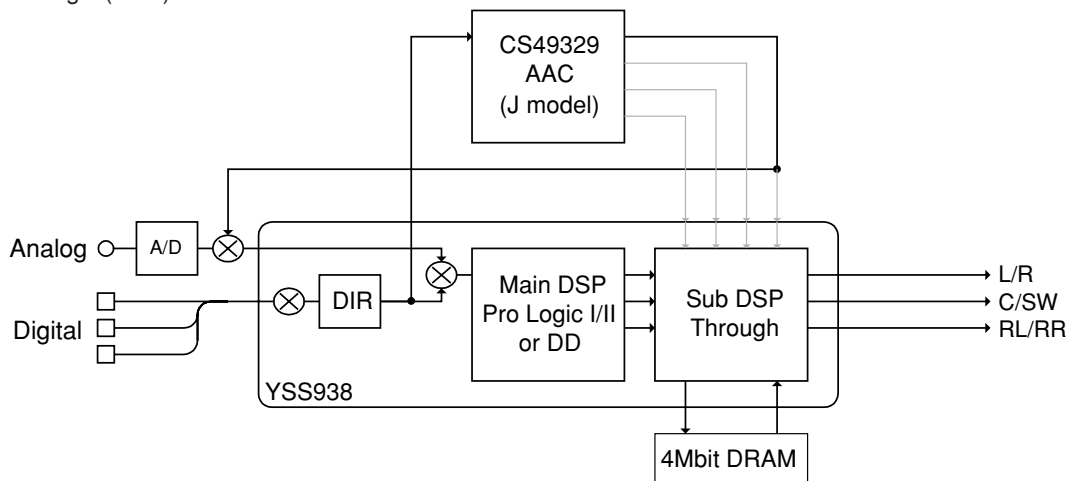 CS49329
AAC
(J model)
Analog
A/D
Digital
DIR
Main DSP
Pro Logic I/II
or DD
Sub DSP
Through
L/R
C/SW
RL/RR
YSS938
4Mbit DRAM